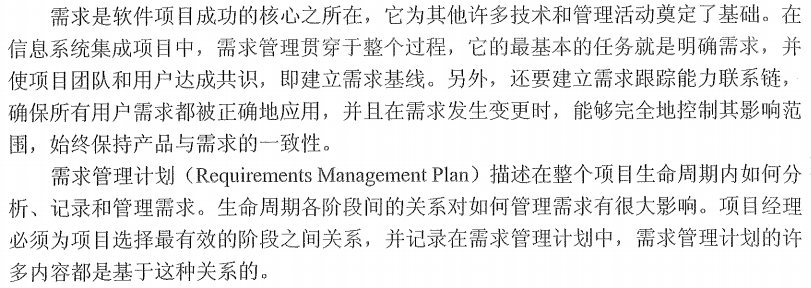 需求是软件项目成功的核心之所在，它为其他许多技术和管理活动奠定了基础。在
信息系统集成项目中，需求管理贯穿于整个过程，它的最基本的任务就是明确需求，并
使项目团队和用户达成共识，即建立需求基线。另外，还要建立需求跟踪能力联系链，
确保所有用户需求都被正确地应用，并且在需求发生变更时，能够完全地控制其影响范
围，始终保持产品与需求的一致性。
需求管理计划（Requirements Management Plan）描述在整个项目生命周期内如何分
析、记录和管理需求。生命周期各阶段间的关系对如何管理需求有很大影响。项目经理
必须为项目选择最有效的阶段之间关系，并记录在需求管理计划中，需求管理计划的许
多内容都是基于这种关系的。